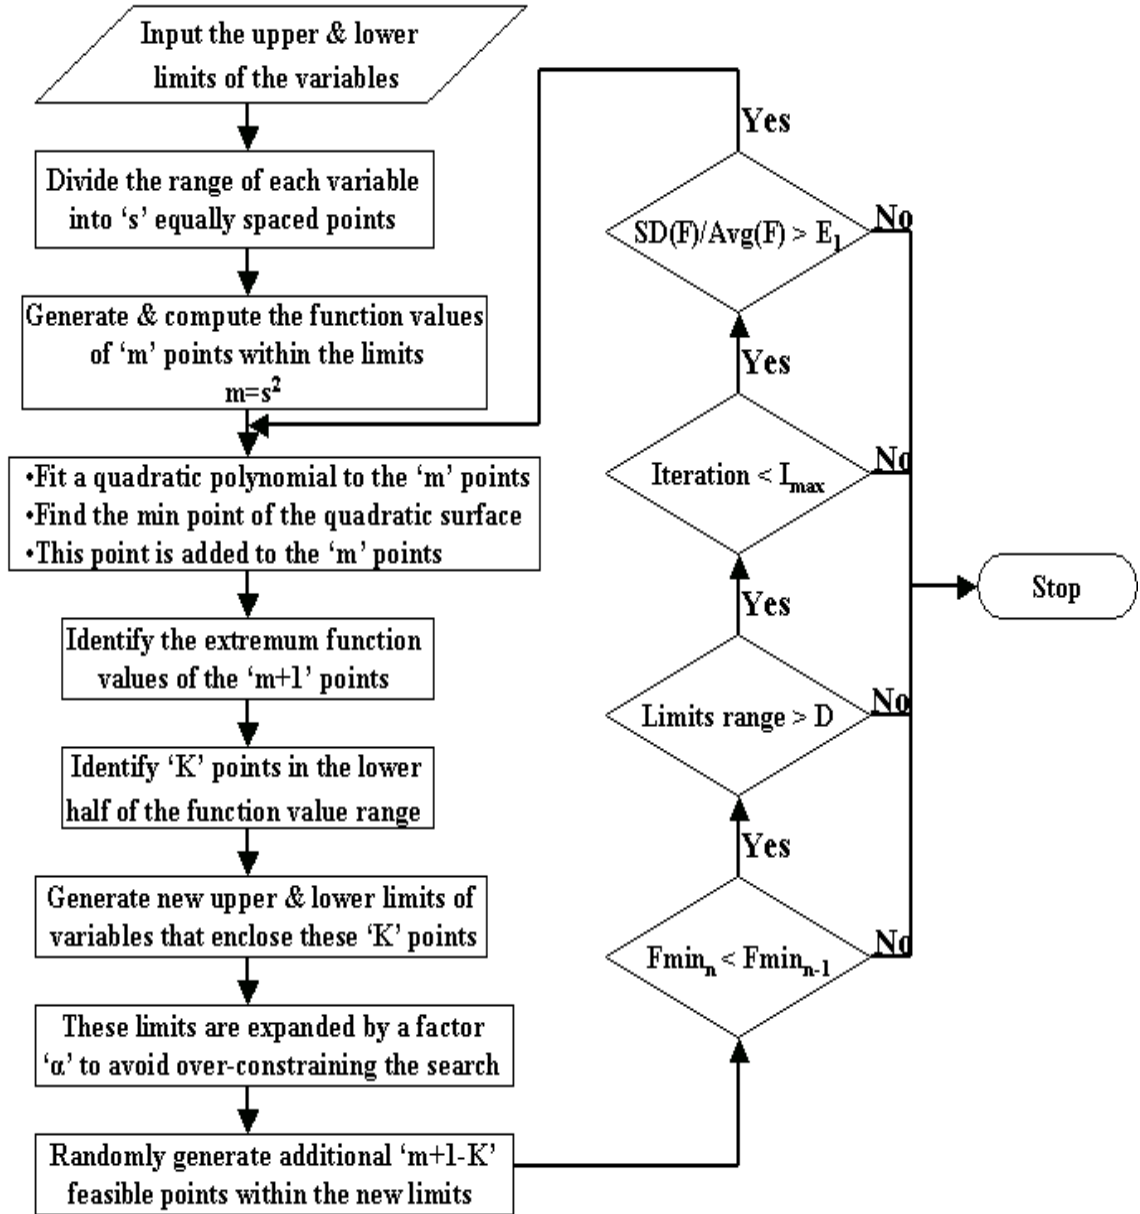 Input the upper & lower
limits of the variables
Divide the range of each variable
into ‘s’ equally spaced points
Generate & compute the function values
of ‘m’ points within the limits
m=s²
•Fit a quadratic polynomial to the ‘m’ points
•Find the min point of the quadratic surface
•This point is added to the ‘m’ points
Identify the extremum function
values of the ‘m+1’ points
Identify ‘K’ points in the lower
half of the function value range
Generate new upper & lower limits of
variables that enclose these ‘K’ points
These limits are expanded by a factor
‘α’ to avoid over-constraining the search
Randomly generate additional ‘m+1-K’
feasible points within the new limits
Fminₙ < Fminₙ₋₁
No
Yes
Limits range > D
No
Yes
Iteration < Imax
No
Yes
SD(F)/Avg(F) > E₁
No
Yes
Stop